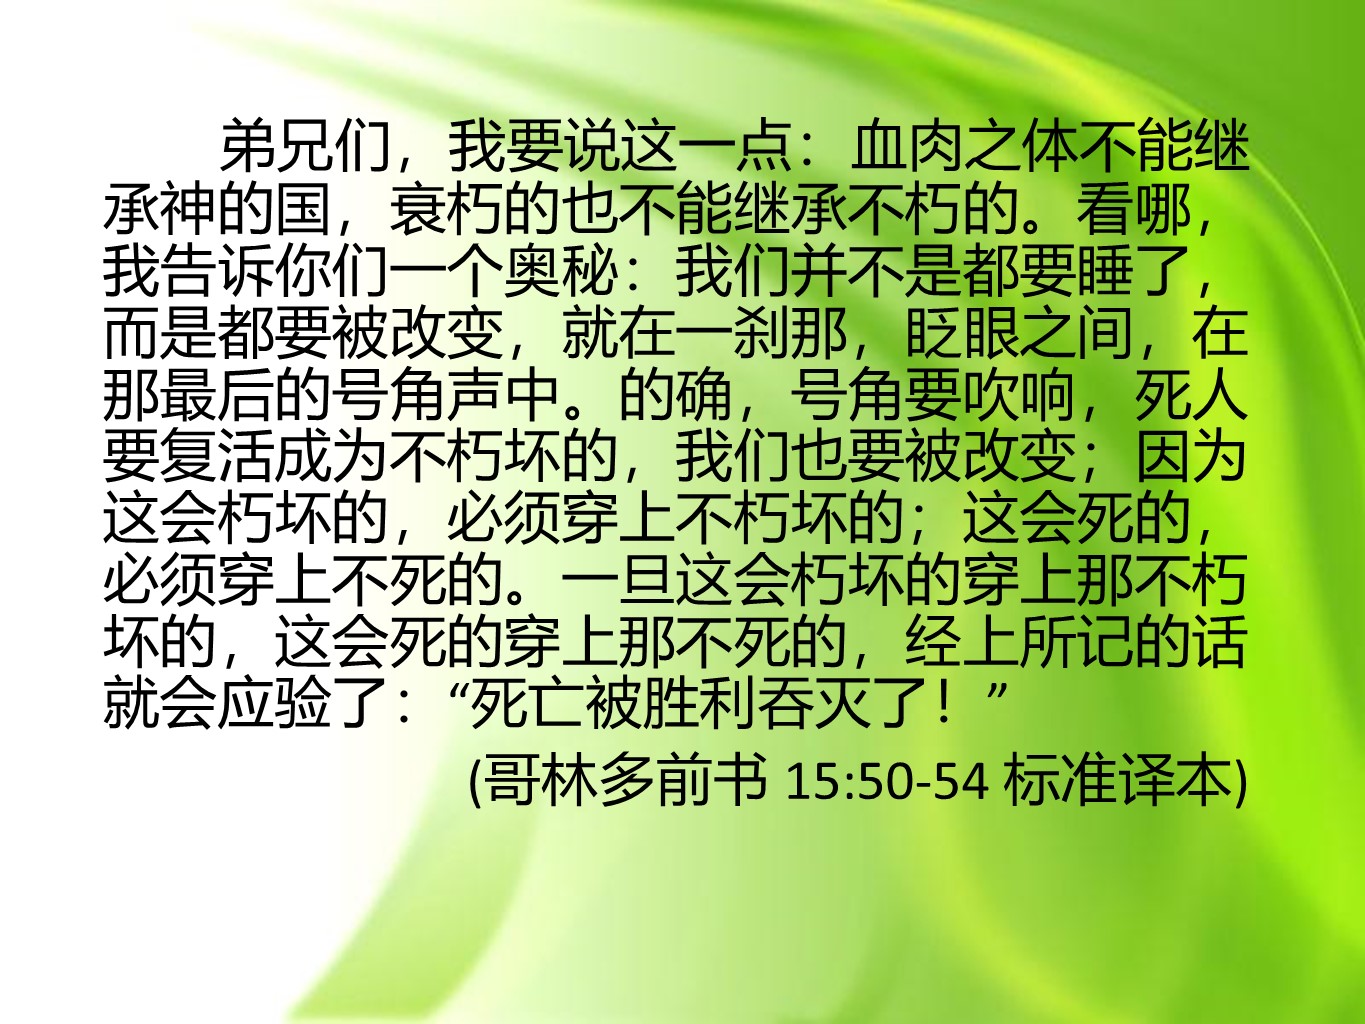 弟兄们，我要说这一点：血肉之体不能继
承神的国，衰朽的也不能继承不朽的。看哪，
我告诉你们一个奥秘：我们并不是都要睡了，
而是都要被改变，就在一刹那，眨眼之间，在
那最后的号角声中。的确，号角要吹响，死人
要复活成为不朽坏的，我们也要被改变；因为
这会朽坏的，必须穿上不朽坏的；这会死的，
必须穿上不死的。一旦这会朽坏的穿上那不朽
坏的，这会死的穿上那不死的，经上所记的话
就会应验了：“死亡被胜利吞灭了！”
(哥林多前书 15:50-54 标准译本)